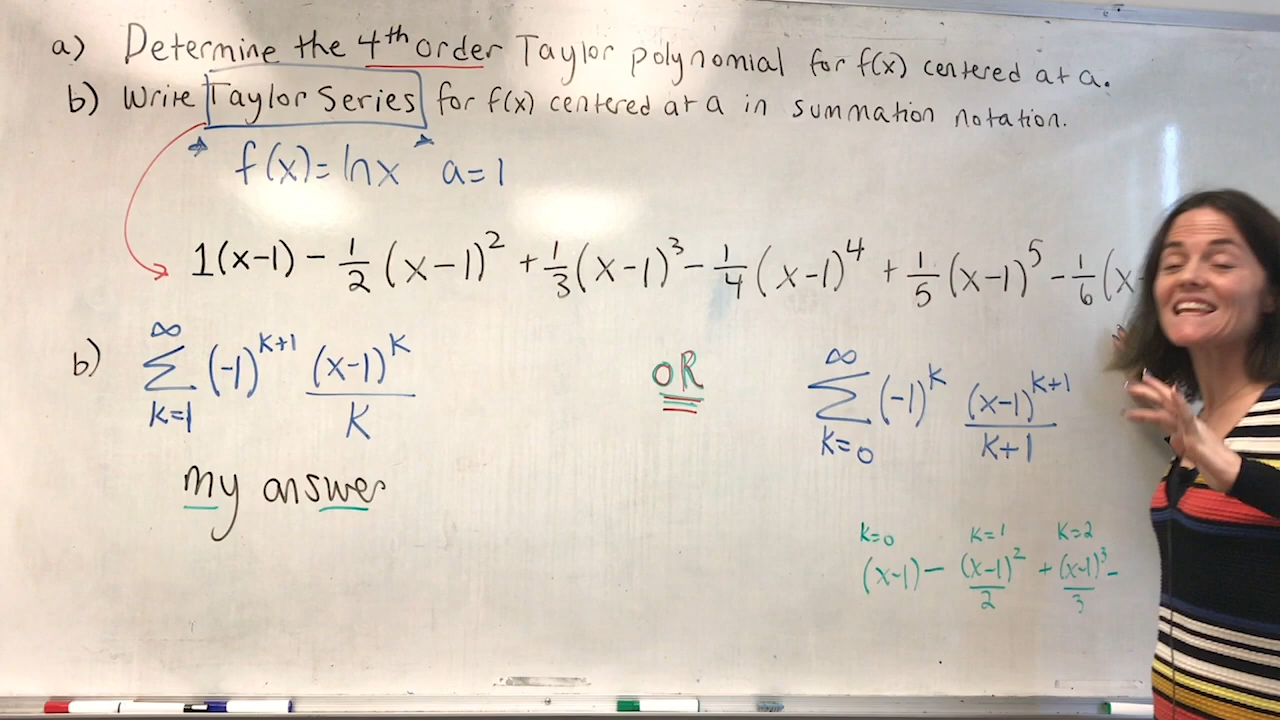 a) Determine the 4th order Taylor polynomial for f(x) centered at a.
b) Write Taylor Series for f(x) centered at a in summation notation.
f(x)=lnx a=1
1(x-1) - 1/2 (x-1)^2 + 1/3 (x-1)^3 - 1/4 (x-1)^4 + 1/5 (x-1)^5 - 1/6 (x
b) ∞ Σ k=1 (-1)^k+1 (x-1)^k / K
OR
∞ Σ k=0 (-1)^k (x-1)^k+1 / k+1
my answer
k=0 k=1 k=2
(x-1) - (x-1)^2 / 2 + (x-1)^3 / 3 -